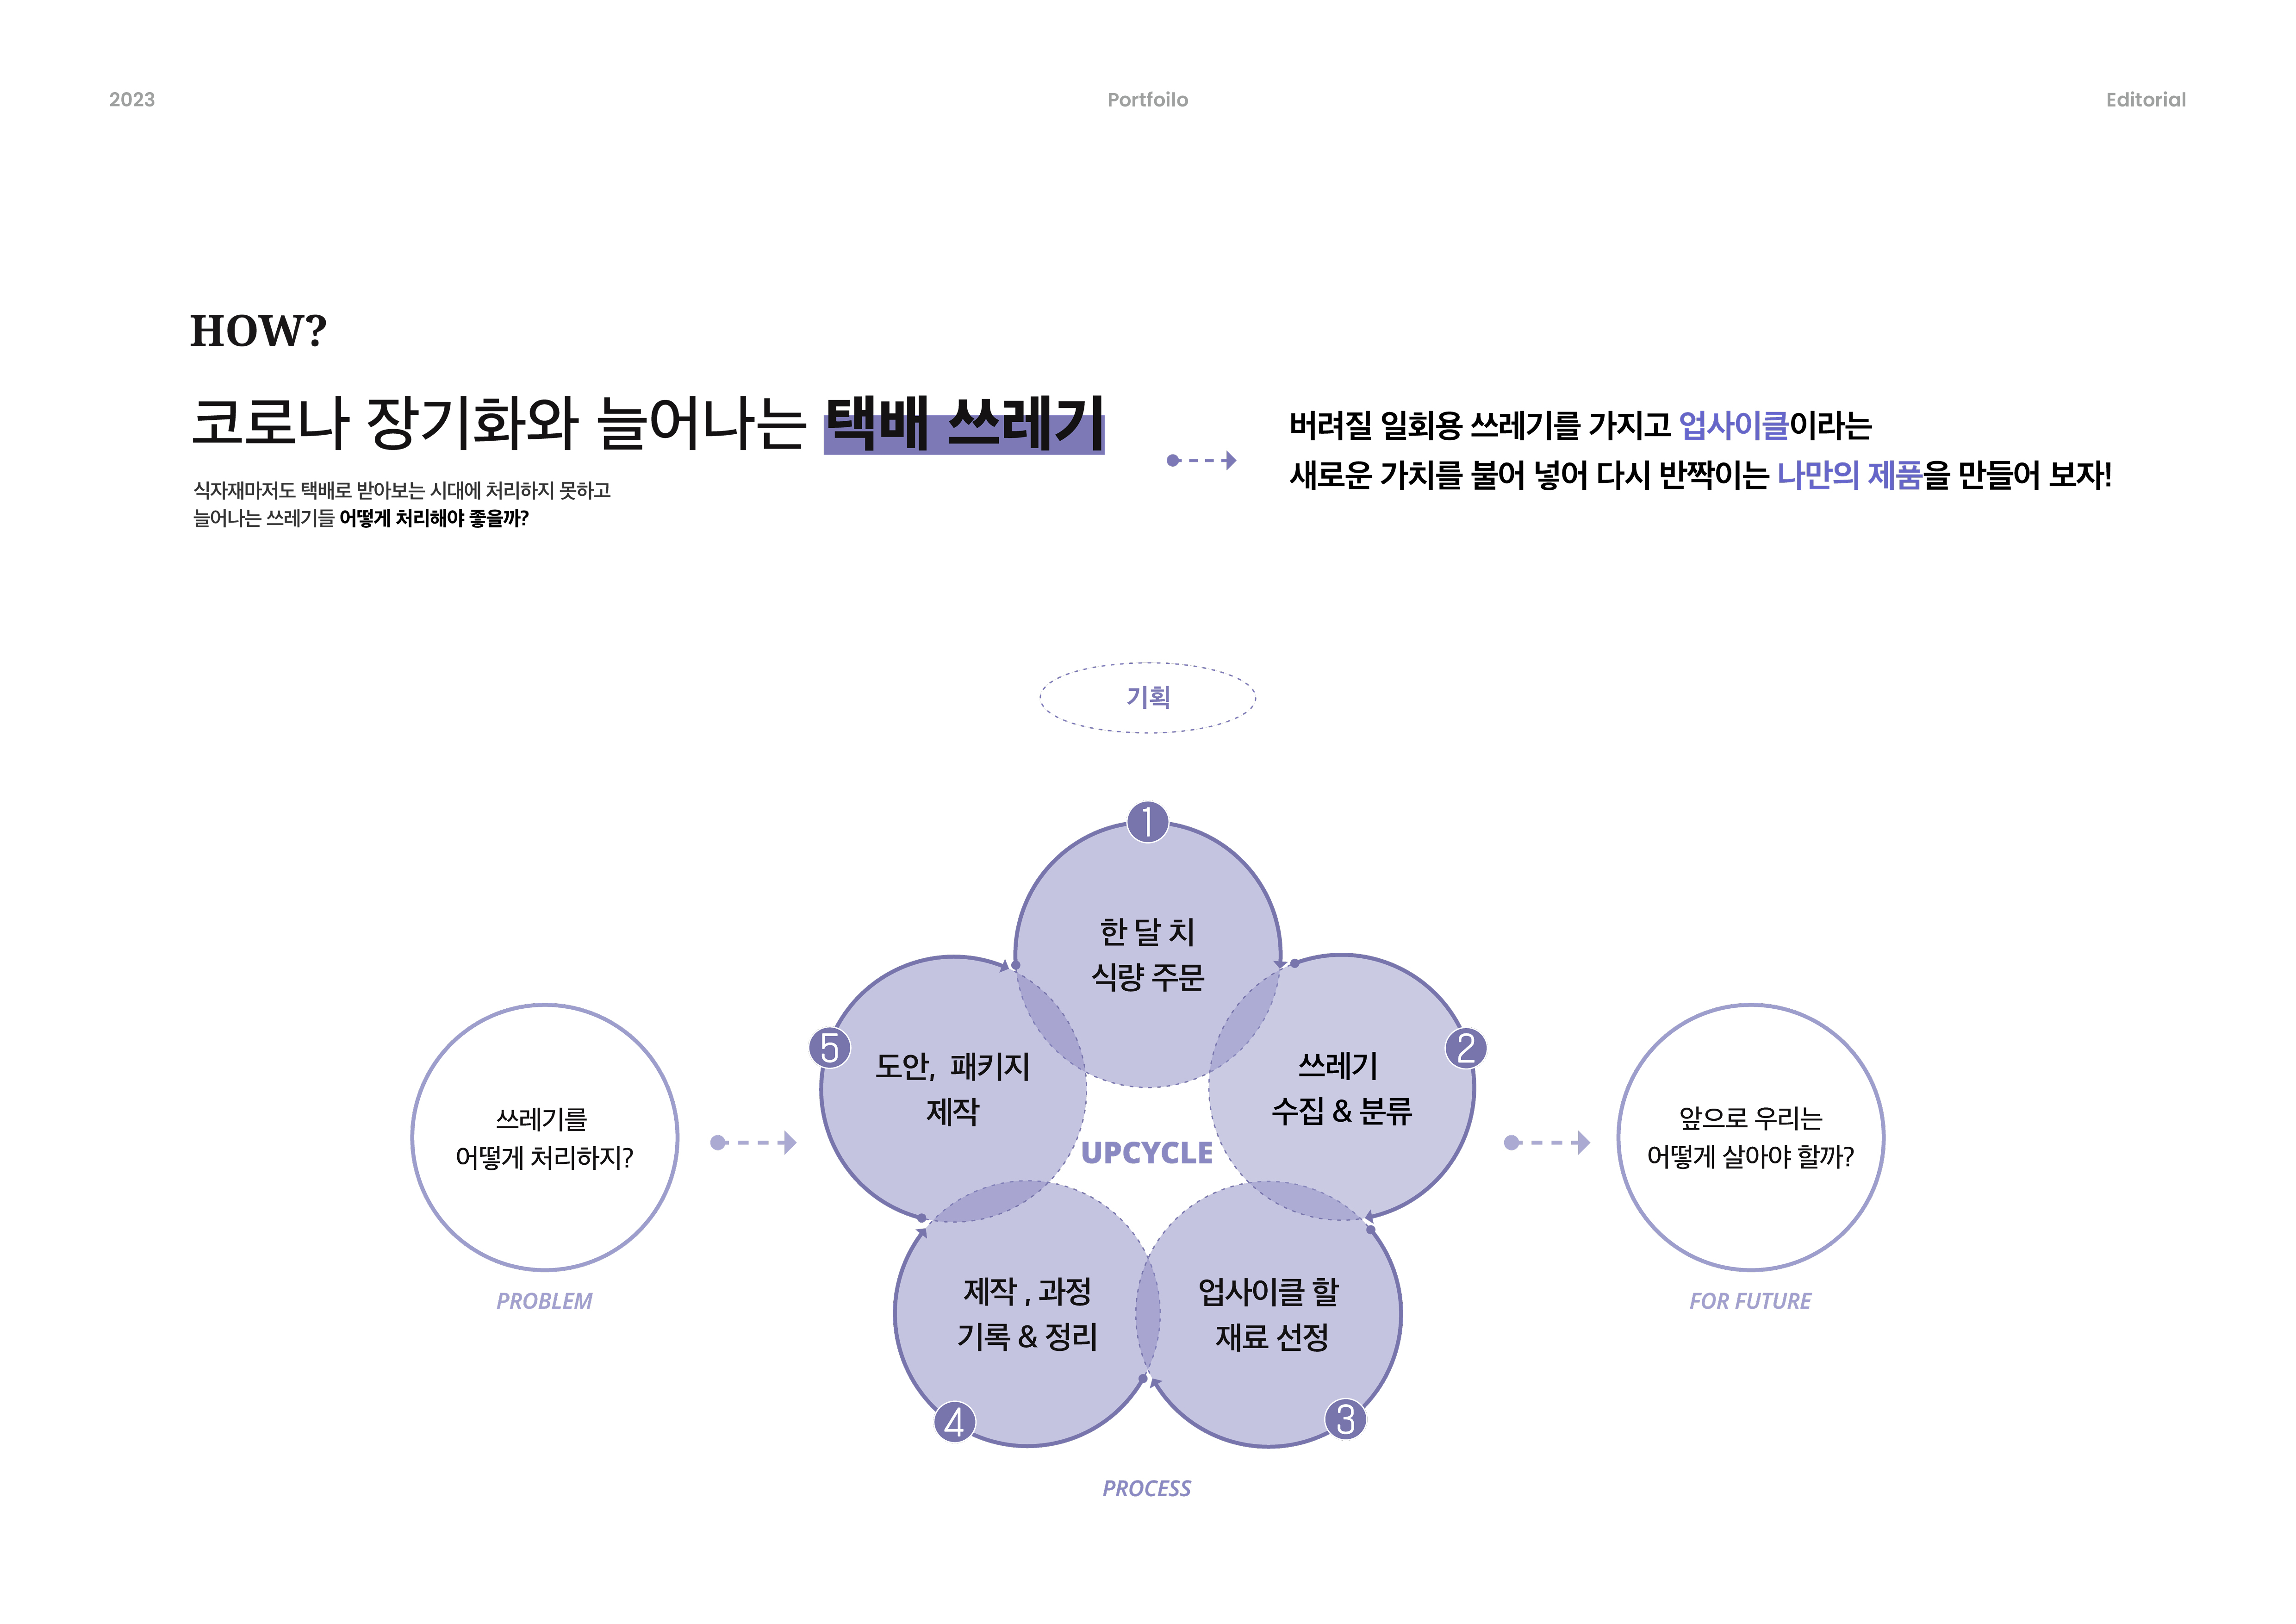 2023
Portfoilo
Editorial
HOW?
코로나 장기화와 늘어나는 택배 쓰레기
식자재마저도 택배로 받아보는 시대에 처리하지 못하고
늘어나는 쓰레기들 어떻게 처리해야 좋을까?
버려질 일회용 쓰레기를 가지고 업사이클이라는
새로운 가치를 불어 넣어 다시 반짝이는 나만의 제품을 만들어 보자!
기획
쓰레기를
어떻게 처리하지?
PROBLEM
1
한 달 치
식량 주문
2
쓰레기
수집 & 분류
3
업사이클 할
재료 선정
4
제작 , 과정
기록 & 정리
5
도안, 패키지
제작
UPCYCLE
PROCESS
앞으로 우리는
어떻게 살아야 할까?
FOR FUTURE